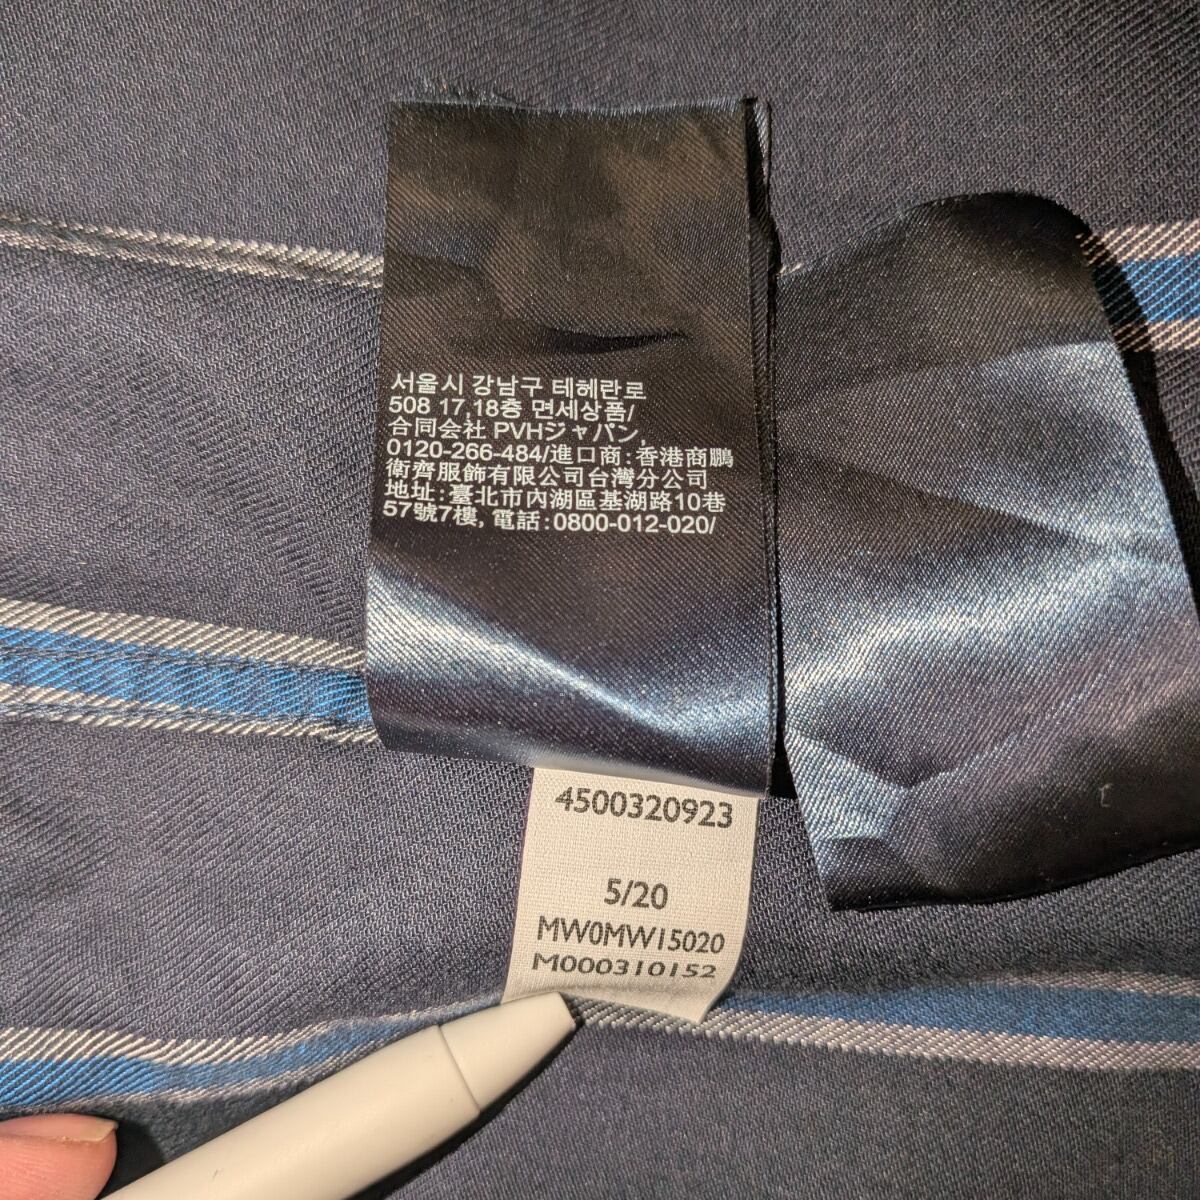 서울시 강남구 테헤란로
508 17,18층 면세상품/
合同会社 PVHジャパン,
0120-266-484/進口商:香港商鵬
衛齊服飾有限公司台灣分公司
地址:臺北市內湖區基湖路10巷
57號7樓, 電話:0800-012-020/
4500320923
5/20
MW0MW15020
M000310152